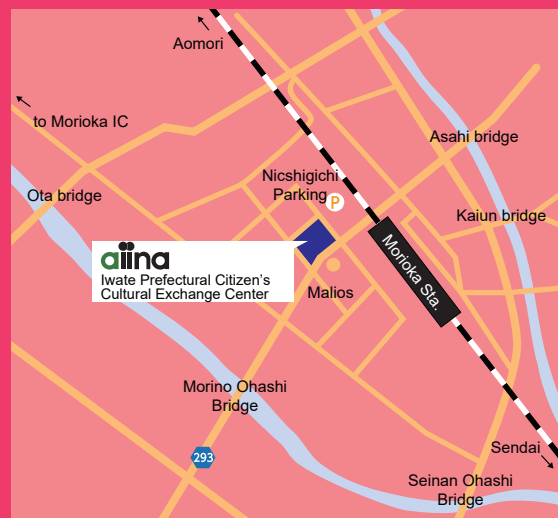 Aomori
to Morioka IC
Asahi bridge
Nicshigichi
Parking
P
Ota bridge
Kaiun bridge
aiina
Iwate Prefectural Citizen's
Cultural Exchange Center
Morioka Sta.
Malios
Morino Ohashi
Bridge
293
Sendai
Seinan Ohashi
Bridge